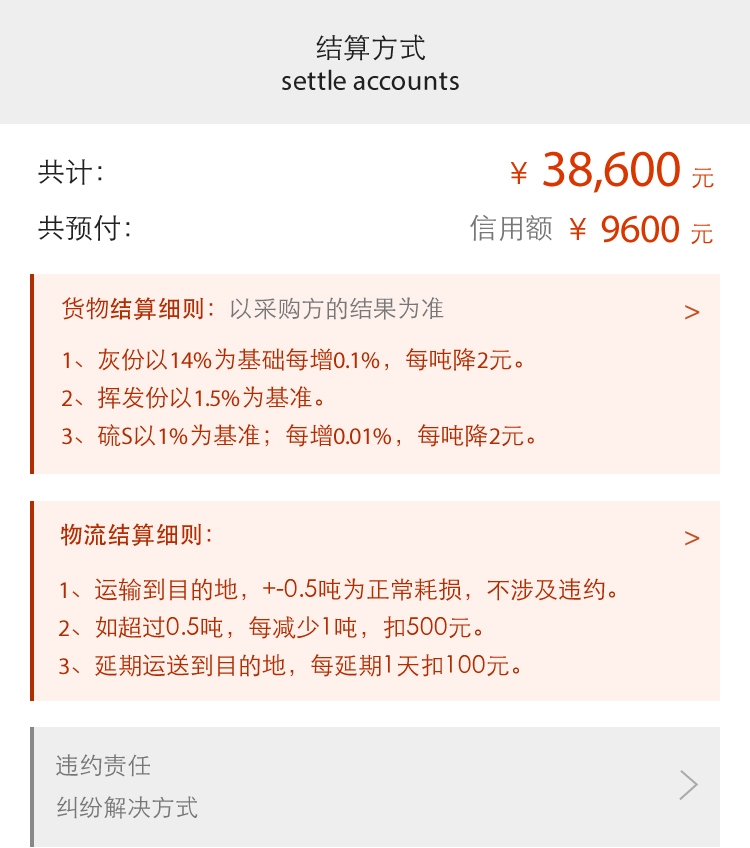 结算方式
settle accounts
共计： ￥ 38,600 元
共预付： 信用额 ￥ 9600 元
货物结算细则：以采购方的结果为准 >
1、灰份以14%为基础每增0.1%，每吨降2元。
2、挥发份以1.5%为基准。
3、硫S以1%为基准；每增0.01%，每吨降2元。
物流结算细则： >
1、运输到目的地，+-0.5吨为正常耗损，不涉及违约。
2、如超过0.5吨，每减少1吨，扣500元。
3、延期运送到目的地，每延期1天扣100元。
违约责任
纠纷解决方式